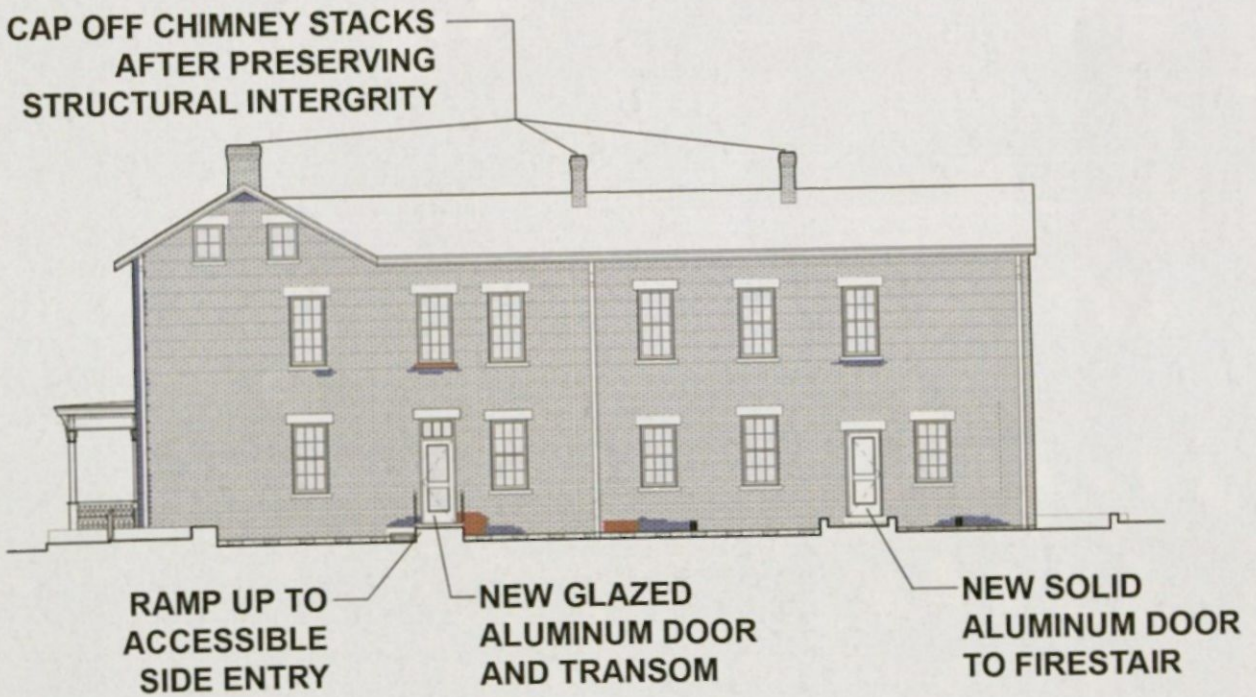 CAP OFF CHIMNEY STACKS
AFTER PRESERVING
STRUCTURAL INTERGRITY
RAMP UP TO
ACCESSIBLE
SIDE ENTRY
NEW GLAZED
ALUMINUM DOOR
AND TRANSOM
NEW SOLID
ALUMINUM DOOR
TO FIRESTAIR